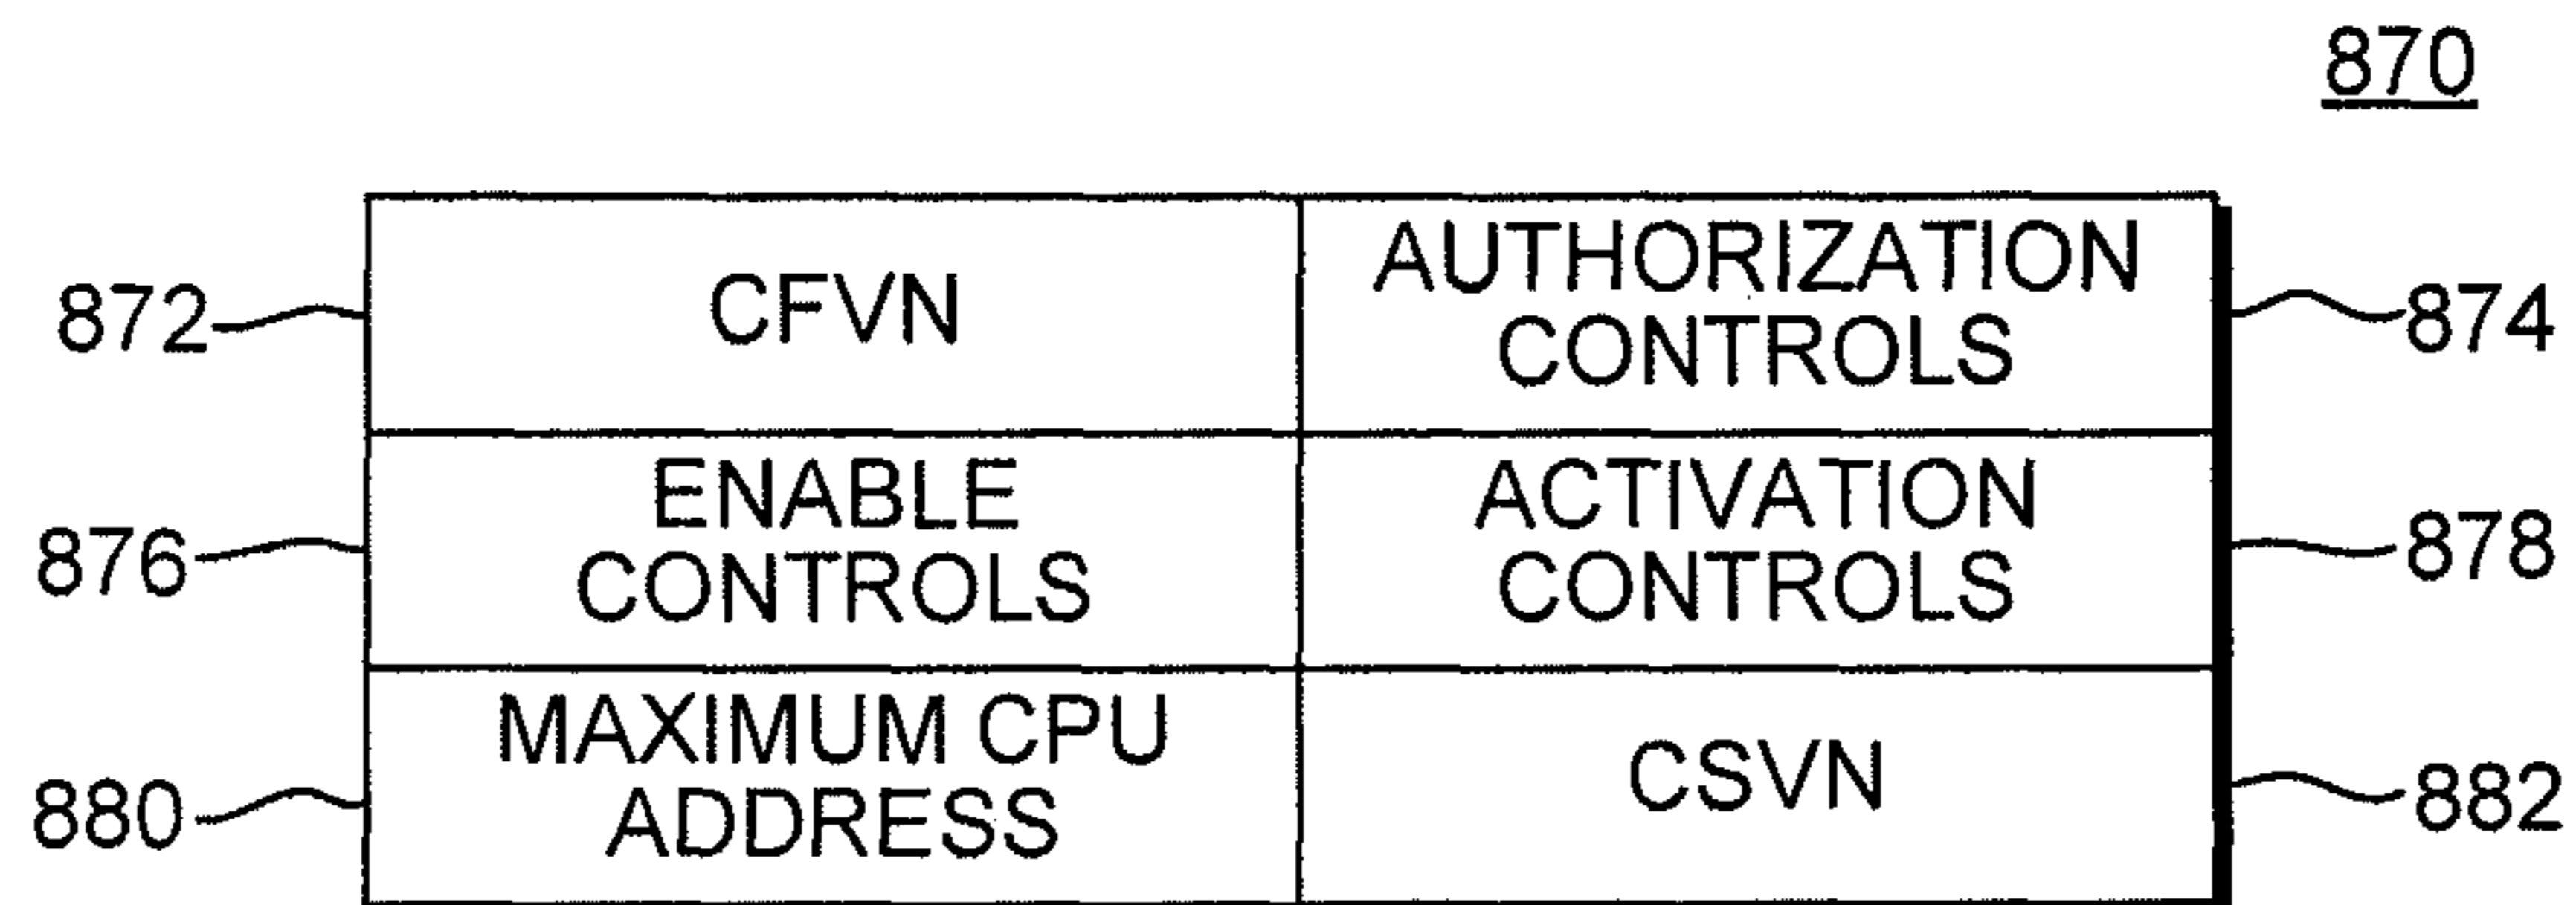 870
872
CFVN
AUTHORIZATION
CONTROLS
874
876
ENABLE
CONTROLS
ACTIVATION
CONTROLS
878
880
MAXIMUM CPU
ADDRESS
CSVN
882